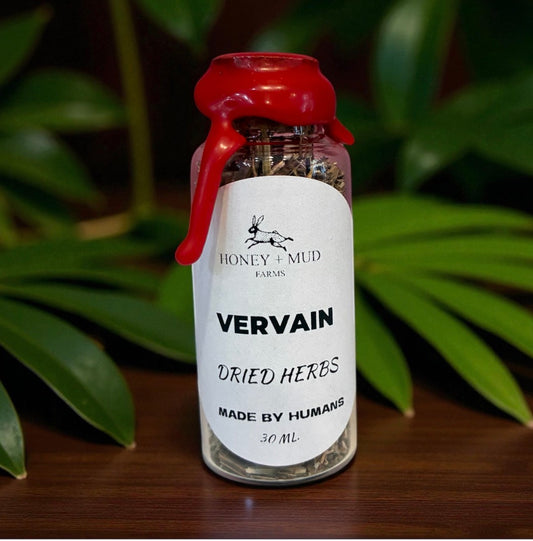 HONEY + MUD
FARMS
VERVAIN
DRIED HERBS
MADE BY HUMANS
30 ML.